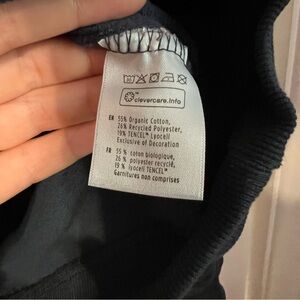 clevercare.info
EN 55% Organic Cotton,
26% Recycled Polyester,
19% TENCEL™ Lyocell
Exclusive of Decoration
FR 55 % coton biologique,
26 % polyester recyclé,
19 % lyocell TENCEL™
Garnitures non comprises